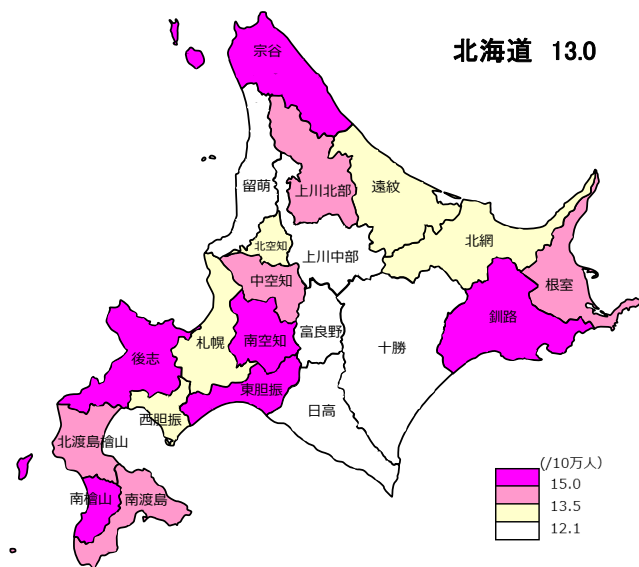 北海道 13.0
宗谷
留萌
上川北部
遠紋
北空知
上川中部
北網
中空知
根室
釧路
南空知
富良野
札幌
後志
十勝
東胆振
西胆振
日高
北渡島檜山
南檜山
南渡島
(/10万人)
15.0
13.5
12.1